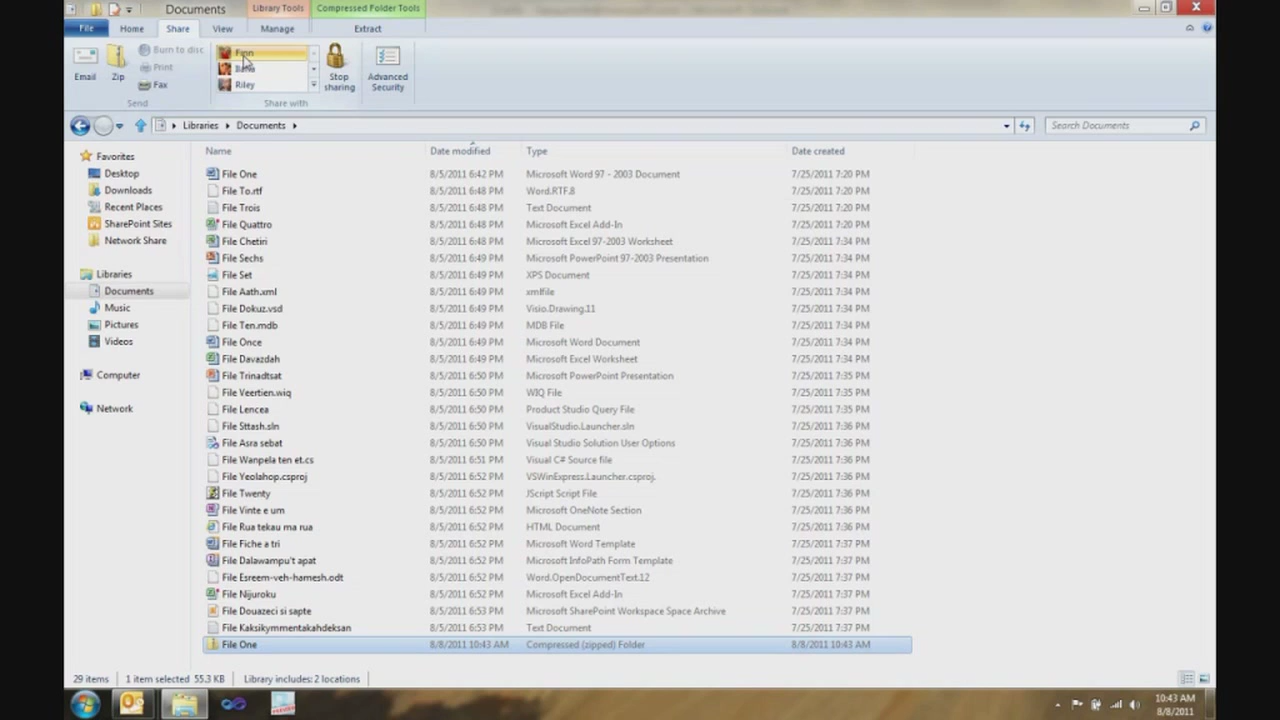 Documents
Library Tools
Compressed Folder Tools
File
Home
Share
View
Manage
Extract
Email
Zip
Burn to disc
Print
Fax
Send
Finn
Riley
Share with
Stop sharing
Advanced Security
Libraries
Documents
Search Documents
Favorites
Desktop
Downloads
Recent Places
SharePoint Sites
Network Share
Libraries
Documents
Music
Pictures
Videos
Computer
Network
Name Date modified Type Date created
File One 8/5/2011 6:42 PM Microsoft Word 97 - 2003 Document 7/25/2011 7:20 PM
File To.rtf 8/5/2011 6:48 PM Word.RTF.8 7/25/2011 7:20 PM
File Trois 8/5/2011 6:48 PM Text Document 7/25/2011 7:20 PM
File Quattro 8/5/2011 6:48 PM Microsoft Excel Add-In 7/25/2011 7:20 PM
File Chetiri 8/5/2011 6:48 PM Microsoft Excel 97-2003 Worksheet 7/25/2011 7:34 PM
File Sechs 8/5/2011 6:49 PM Microsoft PowerPoint 97-2003 Presentation 7/25/2011 7:34 PM
File Set 8/5/2011 6:49 PM XPS Document 7/25/2011 7:34 PM
File Aath.xml 8/5/2011 6:49 PM xmlfile 7/25/2011 7:34 PM
File Dokuz.vsd 8/5/2011 6:49 PM Visio.Drawing.11 7/25/2011 7:34 PM
File Ten.mdb 8/5/2011 6:49 PM MDB File 7/25/2011 7:34 PM
File Once 8/5/2011 6:49 PM Microsoft Word Document 7/25/2011 7:34 PM
File Davazdah 8/5/2011 6:49 PM Microsoft Excel Worksheet 7/25/2011 7:34 PM
File Trinadtsat 8/5/2011 6:50 PM Microsoft PowerPoint Presentation 7/25/2011 7:35 PM
File Veertien.wiq 8/5/2011 6:50 PM WIQ File 7/25/2011 7:35 PM
File Lencea 8/5/2011 6:50 PM Product Studio Query File 7/25/2011 7:35 PM
File Sttash.sln 8/5/2011 6:50 PM VisualStudio.Launcher.sln 7/25/2011 7:36 PM
File Asra sebat 8/5/2011 6:50 PM Visual Studio Solution User Options 7/25/2011 7:36 PM
File Wanpela ten et.cs 8/5/2011 6:51 PM Visual C# Source file 7/25/2011 7:36 PM
File Yeolahop.csproj 8/5/2011 6:52 PM VSWinExpress.Launcher.csproj. 7/25/2011 7:36 PM
File Twenty 8/5/2011 6:52 PM JScript Script File 7/25/2011 7:36 PM
File Vinte e um 8/5/2011 6:52 PM Microsoft OneNote Section 7/25/2011 7:36 PM
File Rua tekau ma rua 8/5/2011 6:52 PM HTML Document 7/25/2011 7:36 PM
File Fiche a tri 8/5/2011 6:52 PM Microsoft Word Template 7/25/2011 7:37 PM
File Dalawampu't apat 8/5/2011 6:52 PM Microsoft InfoPath Form Template 7/25/2011 7:37 PM
File Esreem-veh-hamesh.odt 8/5/2011 6:52 PM Word.OpenDocumentText.12 7/25/2011 7:37 PM
File Nijuroku 8/5/2011 6:52 PM Microsoft Excel Add-In 7/25/2011 7:37 PM
File Douazeci si sapte 8/5/2011 6:53 PM Microsoft SharePoint Workspace Space Archive 7/25/2011 7:37 PM
File Kaksikymmentakahdeksan 8/5/2011 6:53 PM Text Document 7/25/2011 7:37 PM
File One 8/8/2011 10:43 AM Compressed (zipped) Folder 8/8/2011 10:43 AM
29 items 1 item selected 55.3 KB Library includes: 2 locations
10:43 AM
8/8/2011